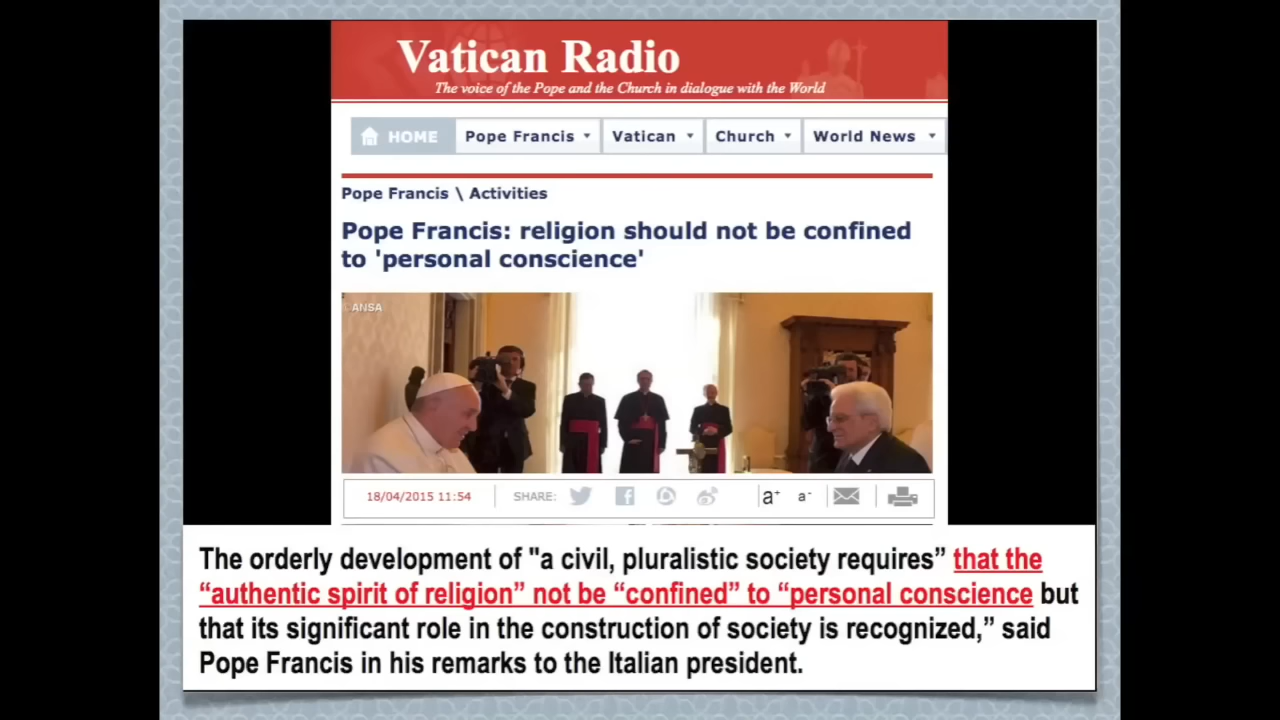 Vatican Radio
The voice of the Pope and the Church in dialogue with the World
HOME Pope Francis Vatican Church World News
Pope Francis \ Activities
Pope Francis: religion should not be confined
to 'personal conscience'
ANSA
18/04/2015 11:54 SHARE: a+ a-
The orderly development of "a civil, pluralistic society requires” that the
“authentic spirit of religion” not be “confined” to “personal conscience but
that its significant role in the construction of society is recognized,” said
Pope Francis in his remarks to the Italian president.